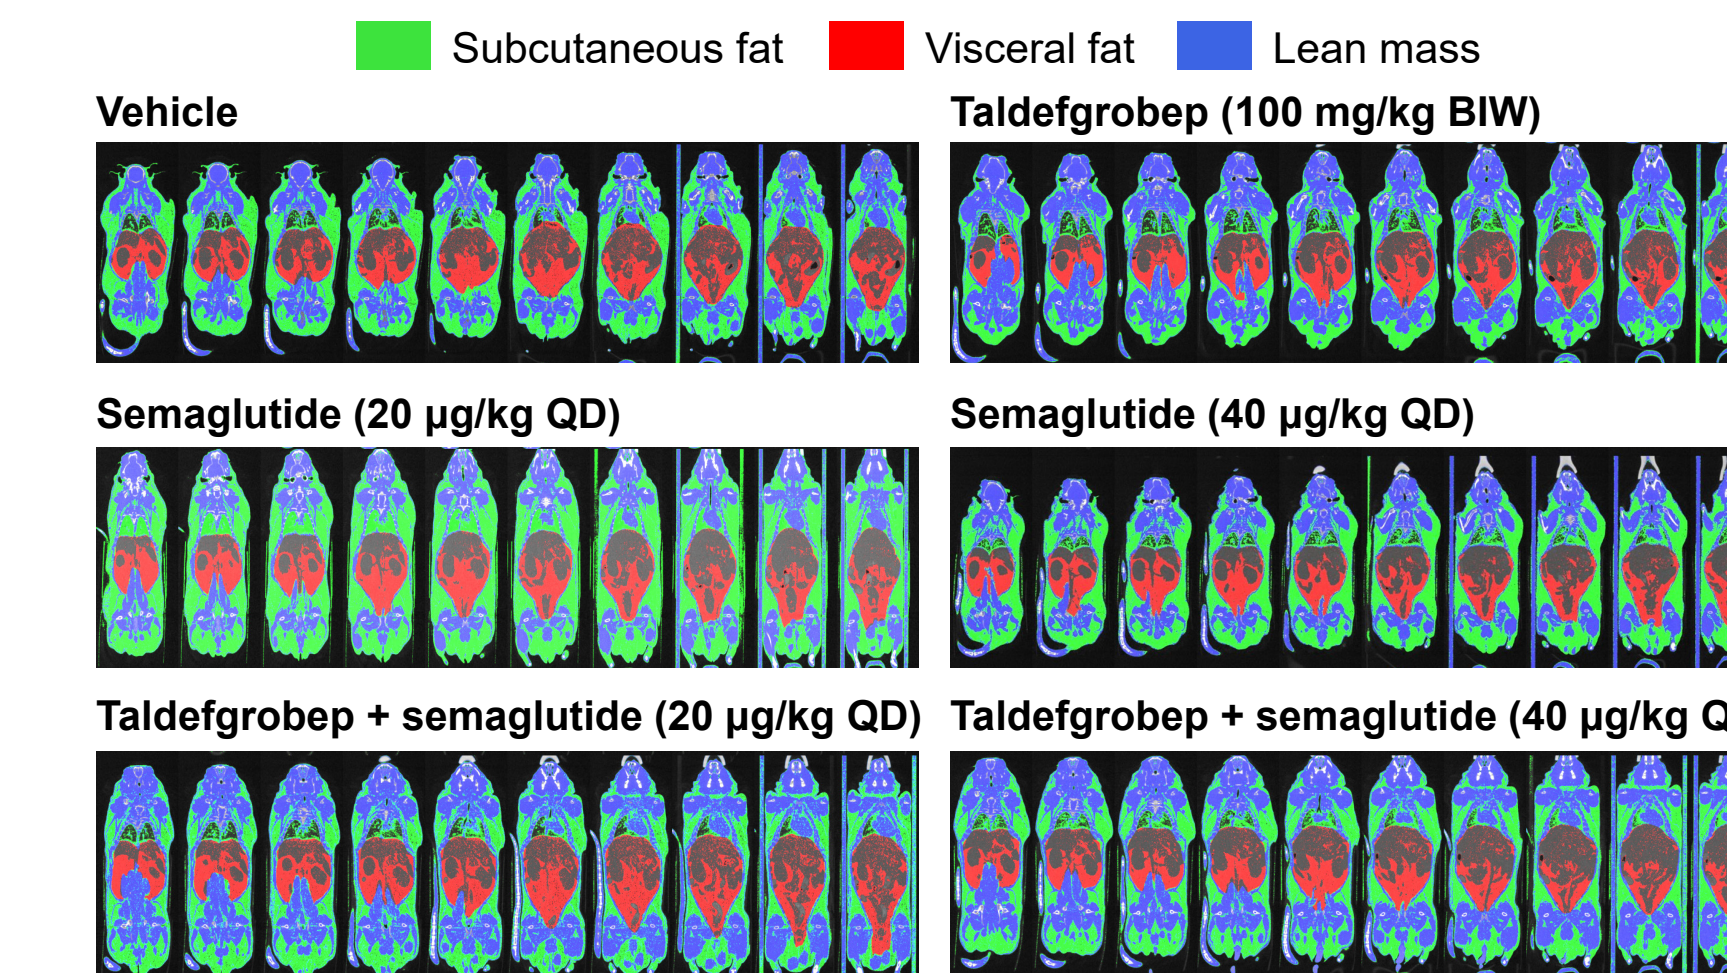 Subcutaneous fat Visceral fat Lean mass
Vehicle
Taldefgrobep (100 mg/kg BIW)
Semaglutide (20 µg/kg QD)
Semaglutide (40 µg/kg QD)
Taldefgrobep + semaglutide (20 µg/kg QD)
Taldefgrobep + semaglutide (40 µg/kg Q